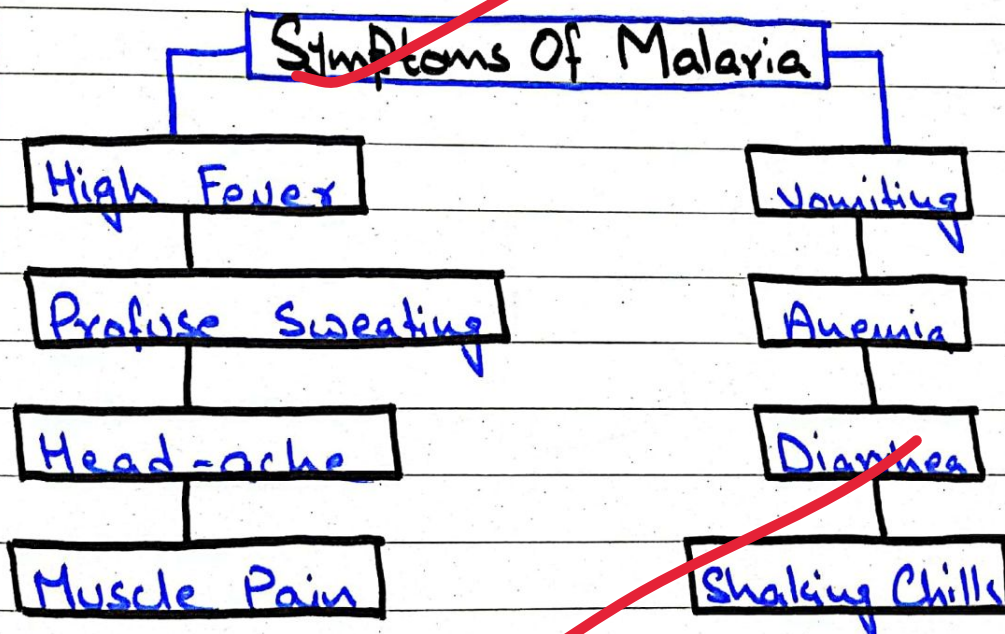 Symptoms Of Malaria
High Fever
Vomiting
Profuse Sweating
Anemia
Head-ache
Diarrhea
Muscle Pain
Shaking Chills